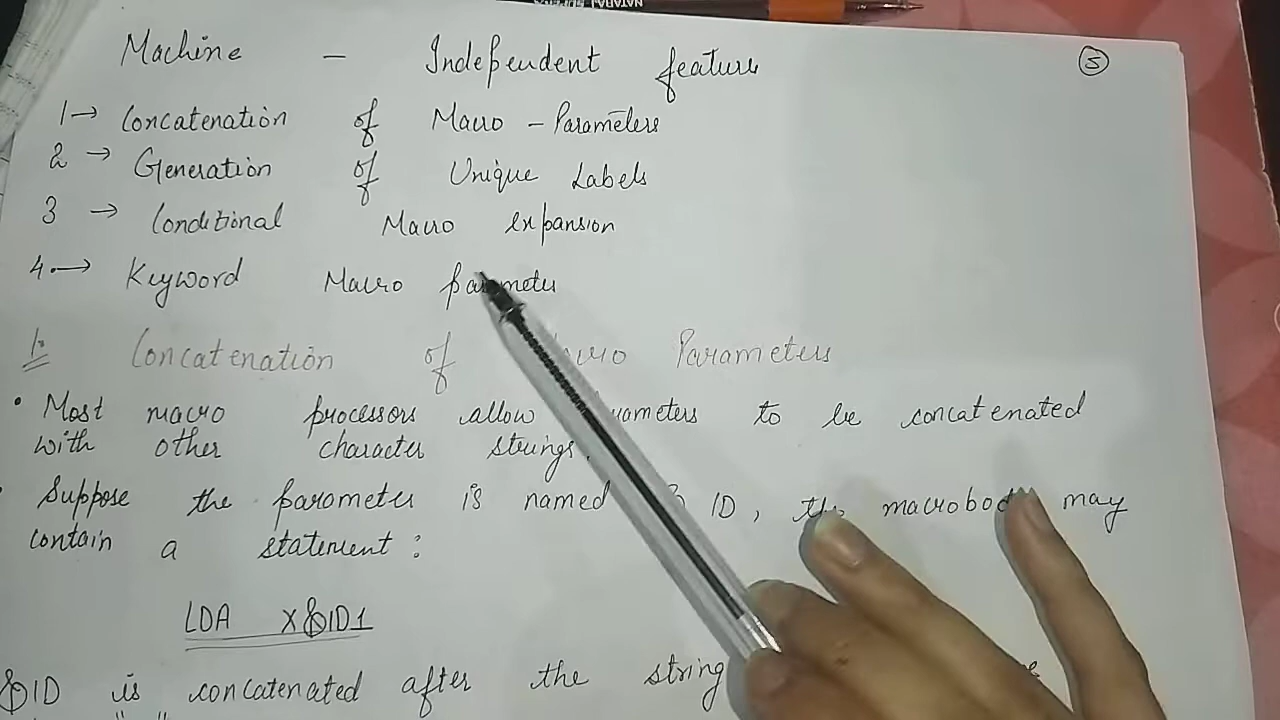 NATARAJ
Machine - Independent feature
5
1→ Concatenation of Macro - Parameters
2 → Generation of Unique Labels
3 → Conditional Macro expansion
4.→ Keyword Macro parameter
1. Concatenation of Macro Parameters
• Most macro processors allow parameters to be concatenated
with other character strings.
• Suppose the parameter is named & ID, the macrobody may
contain a statement :
LDA X&ID1
&ID is concatenated after the string